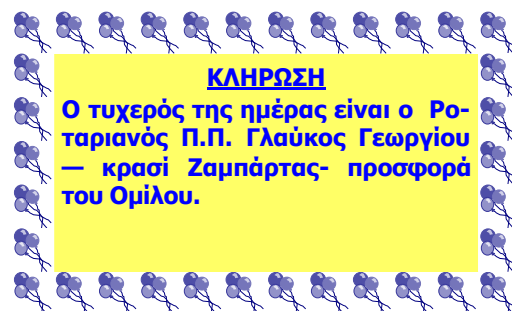 ΚΛΗΡΩΣΗ
Ο τυχερός της ημέρας είναι ο Ρο-
ταριανός Π.Π. Γλαύκος Γεωργίου
— κρασί Ζαμπάρτας- προσφορά
του Ομίλου.